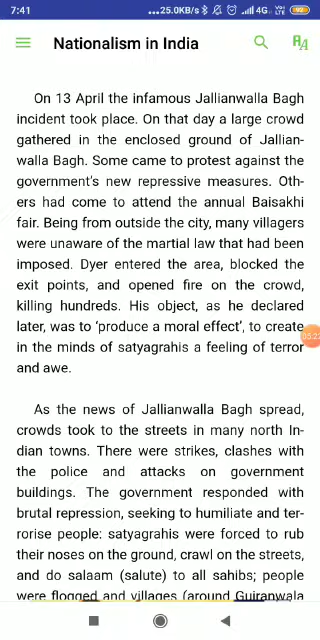 7:41
...25.0KB/s
4G
VoLTE
Nationalism in India
On 13 April the infamous Jallianwalla Bagh
incident took place. On that day a large crowd
gathered in the enclosed ground of Jallian-
walla Bagh. Some came to protest against the
government's new repressive measures. Oth-
ers had come to attend the annual Baisakhi
fair. Being from outside the city, many villagers
were unaware of the martial law that had been
imposed. Dyer entered the area, blocked the
exit points, and opened fire on the crowd,
killing hundreds. His object, as he declared
later, was to 'produce a moral effect', to create
in the minds of satyagrahis a feeling of terror
and awe.
As the news of Jallianwalla Bagh spread,
crowds took to the streets in many north In-
dian towns. There were strikes, clashes with
the police and attacks on government
buildings. The government responded with
brutal repression, seeking to humiliate and ter-
rorise people: satyagrahis were forced to rub
their noses on the ground, crawl on the streets,
and do salaam (salute) to all sahibs; people
were flogged and villages (around Gujranwala